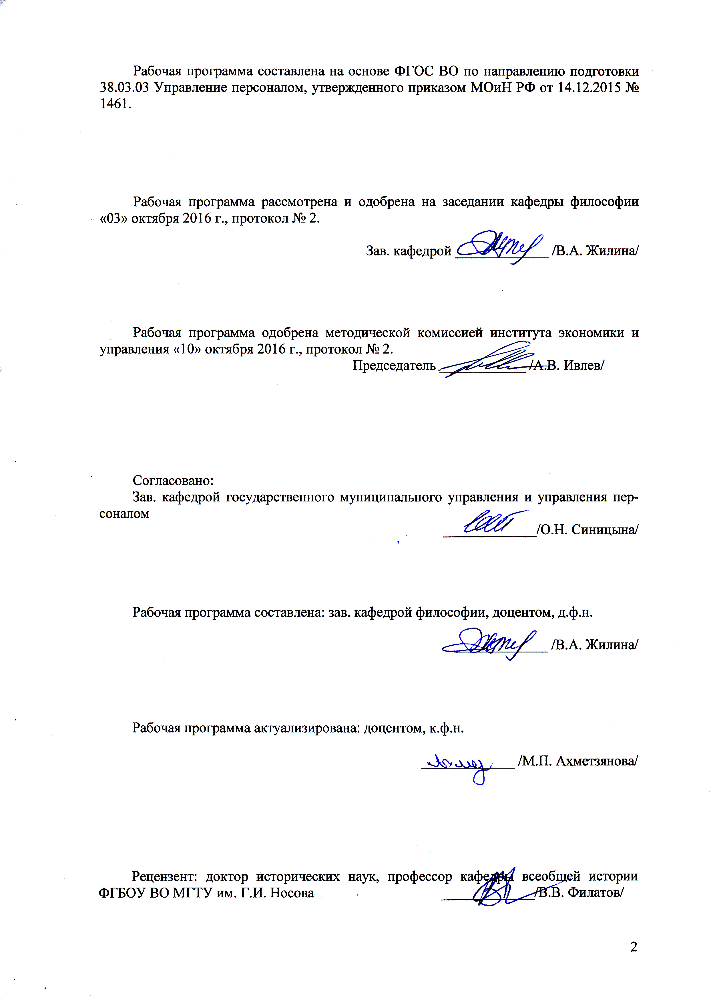 Рабочая программа составлена на основе ФГОС ВО по направлению подготовки
38.03.03 Управление персоналом, утвержденного приказом МОиН РФ от 14.12.2015 №
1461.
Рабочая программа рассмотрена и одобрена на заседании кафедры философии
«03» октября 2016 г., протокол № 2.
Зав. кафедрой /В.А. Жилина/
Рабочая программа одобрена методической комиссией института экономики и
управления «10» октября 2016 г., протокол № 2.
Председатель /А.В. Ивлев/
Согласовано:
Зав. кафедрой государственного муниципального управления и управления пер-
соналом
/О.Н. Синицына/
Рабочая программа составлена: зав. кафедрой философии, доцентом, д.ф.н.
/В.А. Жилина/
Рабочая программа актуализирована: доцентом, к.ф.н.
/М.П. Ахметзянова/
Рецензент: доктор исторических наук, профессор кафедры всеобщей истории
ФГБОУ ВО МГТУ им. Г.И. Носова /В.В. Филатов/
2